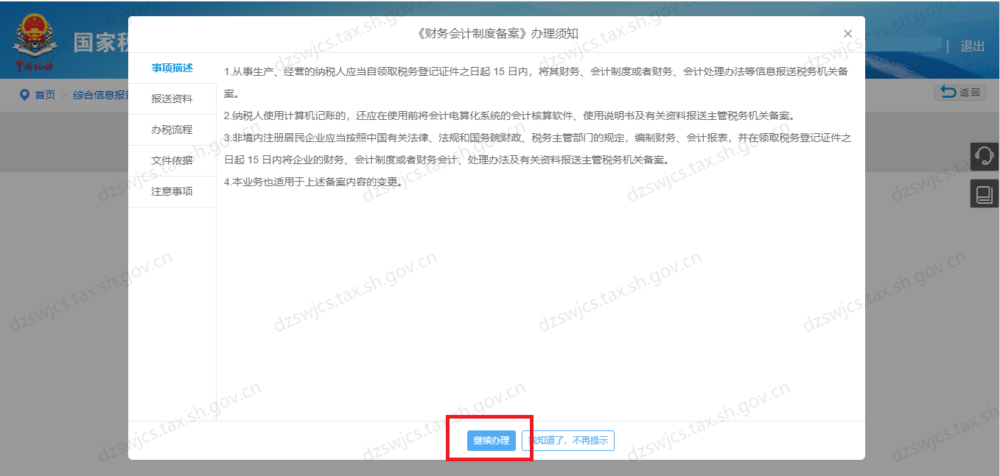 《财务会计制度备案》办理须知
国家税
中国税务
| 退出
首页 > 综合信息报告
返回
事项描述
报送资料
办税流程
文件依据
注意事项
1.从事生产、经营的纳税人应当自领取税务登记证件之日起 15 日内，将其财务、会计制度或者财务、会计处理办法等信息报送税务机关备
案。
2.纳税人使用计算机记账的，还应在使用前将会计电算化系统的会计核算软件、使用说明书及有关资料报送主管税务机关备案。
3.非境内注册居民企业应当按照中国有关法律、法规和国务院财政、税务主管部门的规定，编制财务、会计报表，并在领取税务登记证件之
日起 15 日内将企业的财务、会计制度或者财务会计、处理办法及有关资料报送主管税务机关备案。
4.本业务也适用于上述备案内容的变更。
继续办理
我知道了，不再提示
dzswjcs.tax.sh.gov.cn